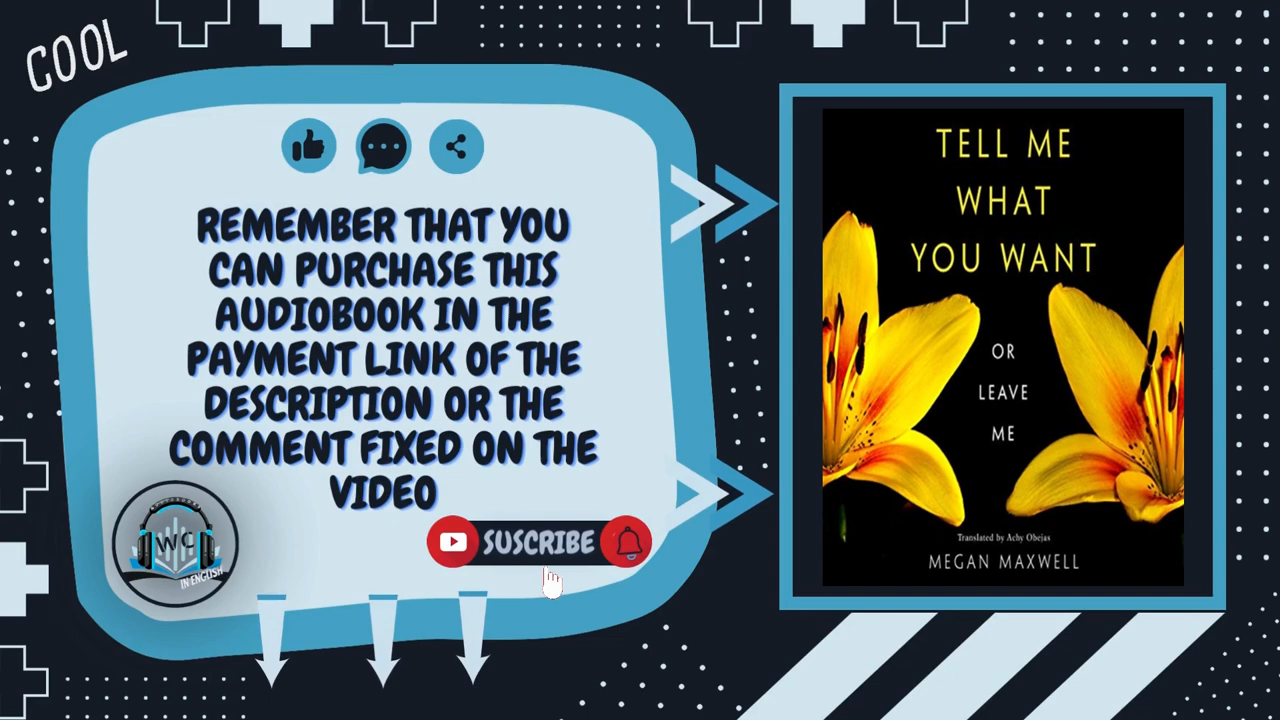 COOL
REMEMBER THAT YOU
CAN PURCHASE THIS
AUDIOBOOK IN THE
PAYMENT LINK OF THE
DESCRIPTION OR THE
COMMENT FIXED ON THE
VIDEO
SUSCRIBE
WC
IN ENGLISH
TELL ME
WHAT
YOU WANT
OR
LEAVE
ME
Translated by Achy Obejas
MEGAN MAXWELL